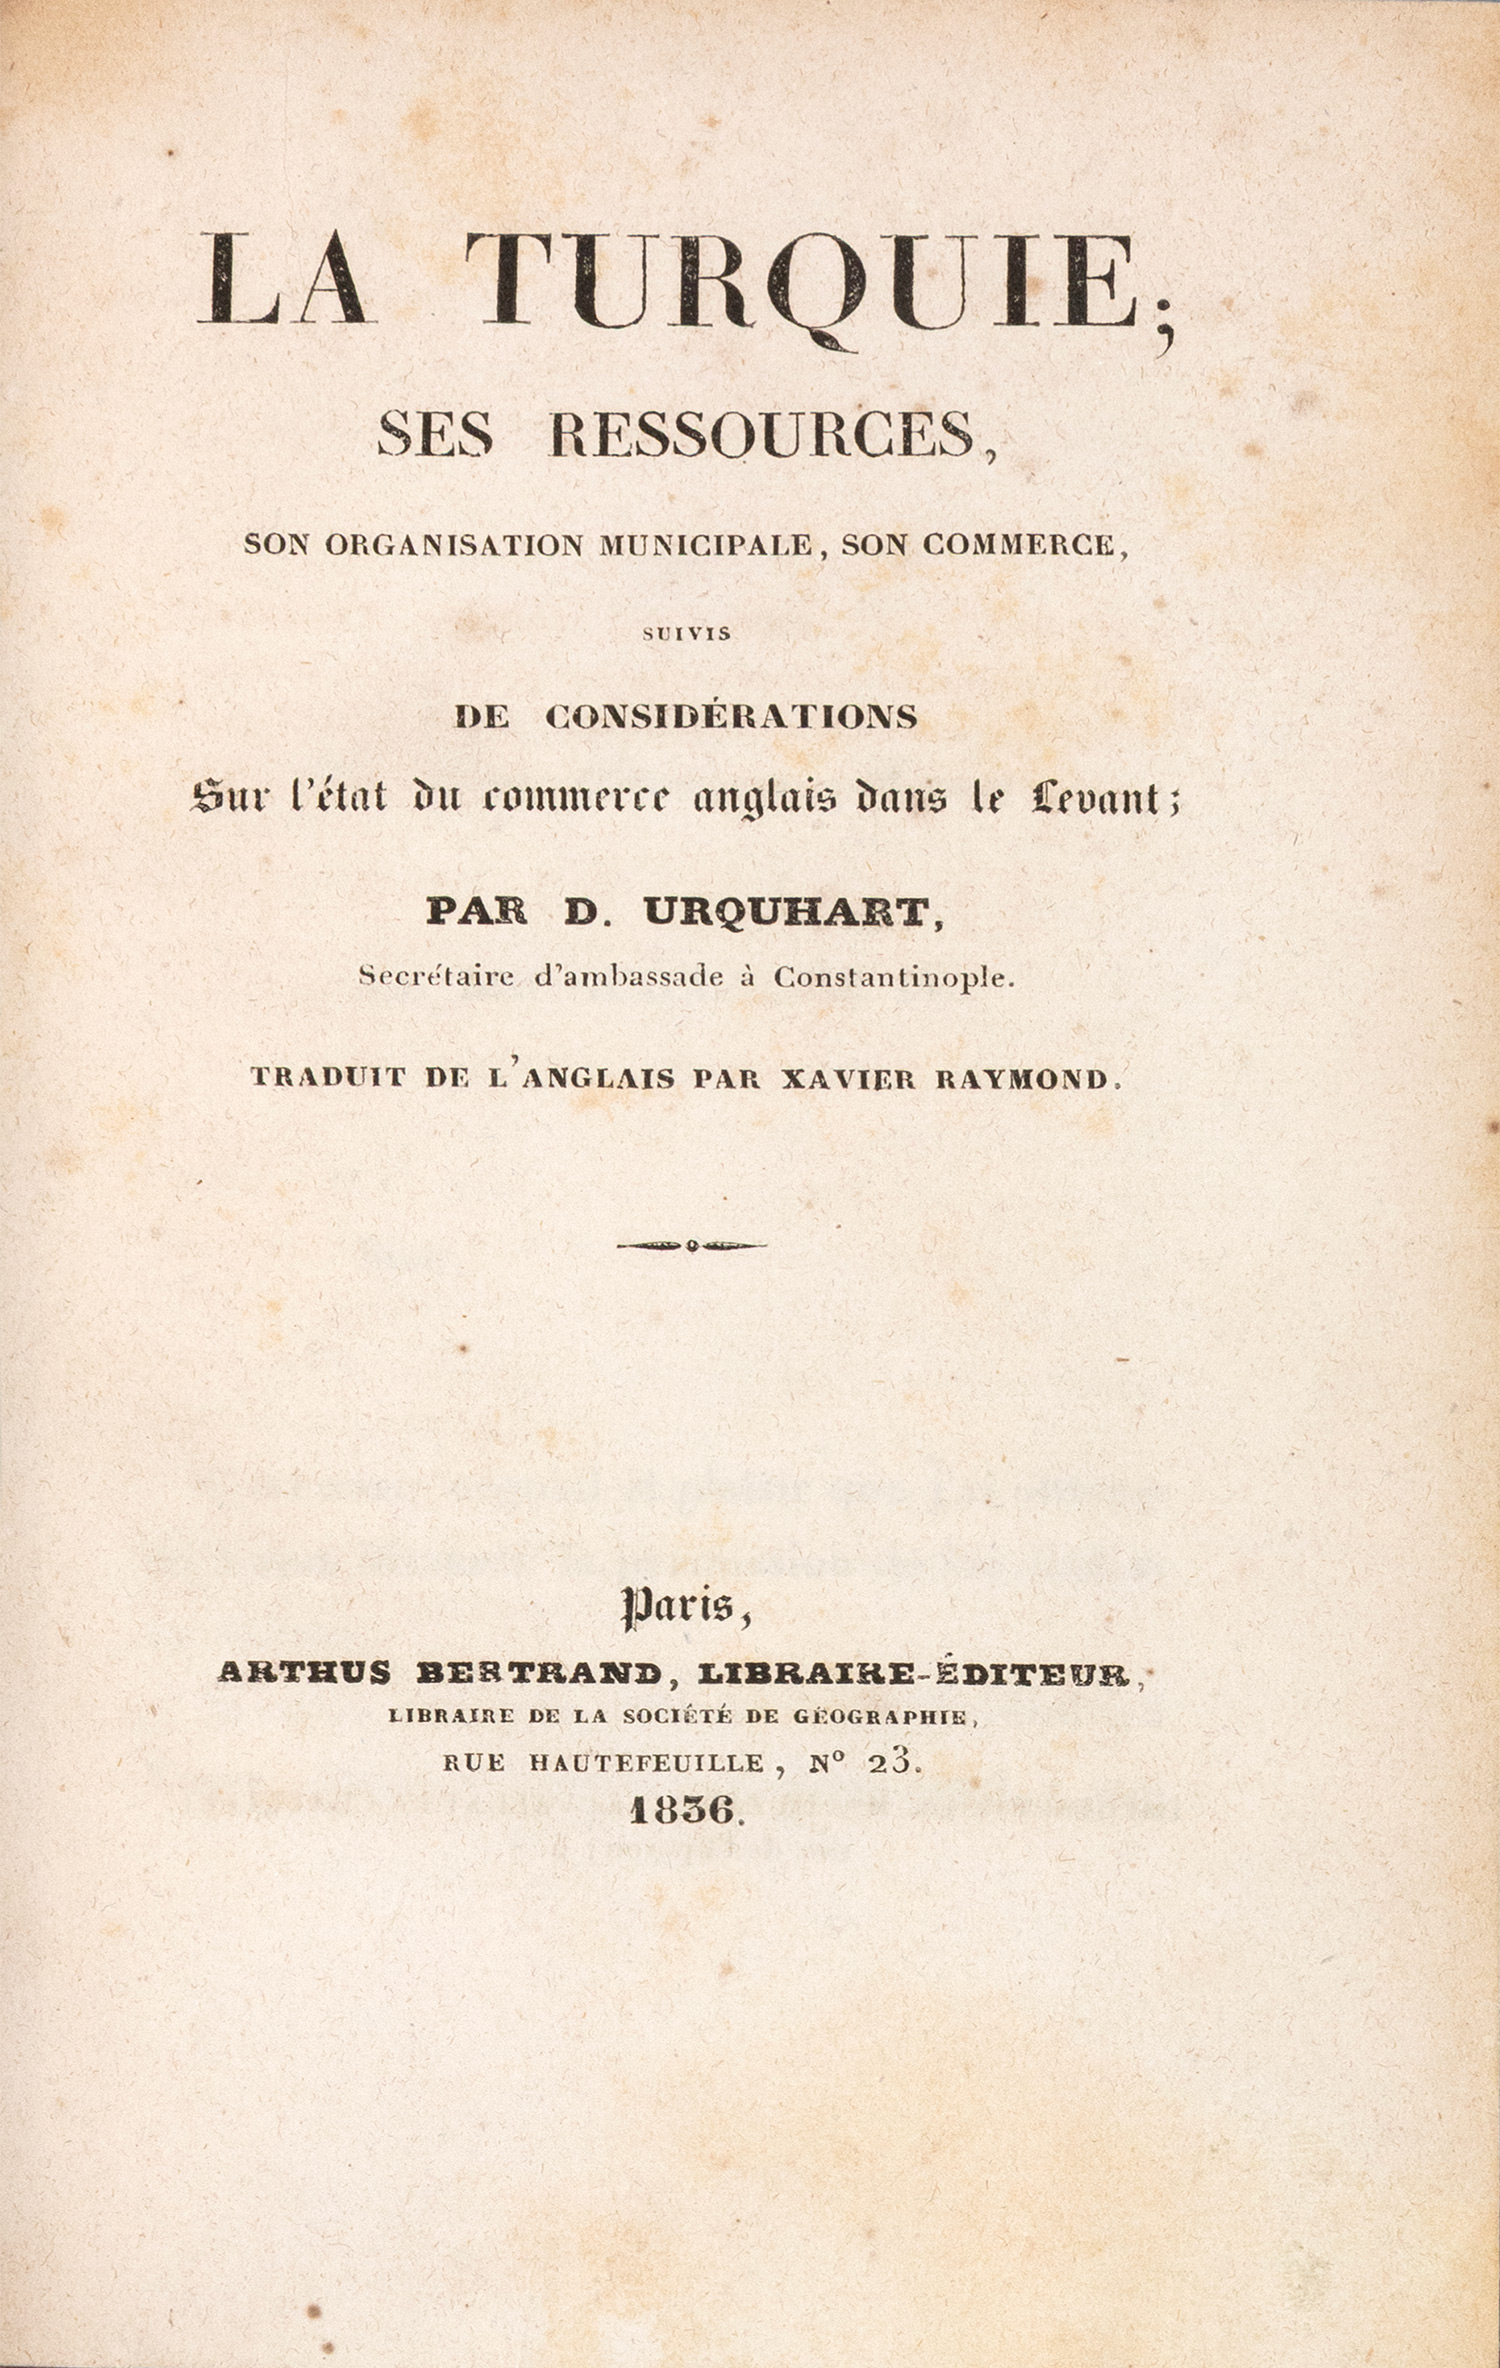 LA TURQUIE;
SES RESSOURCES,
SON ORGANISATION MUNICIPALE, SON COMMERCE,
SUIVIS
DE CONSIDÉRATIONS
Sur l'état du commerce anglais dans le Levant;
PAR D. URQUHART,
Secrétaire d'ambassade à Constantinople.
TRADUIT DE L'ANGLAIS PAR XAVIER RAYMOND.
Paris,
ARTHUS BERTRAND, LIBRAIRE-ÉDITEUR,
LIBRAIRE DE LA SOCIÉTÉ DE GÉOGRAPHIE,
RUE HAUTEFEUILLE, Nº 23.
1836.